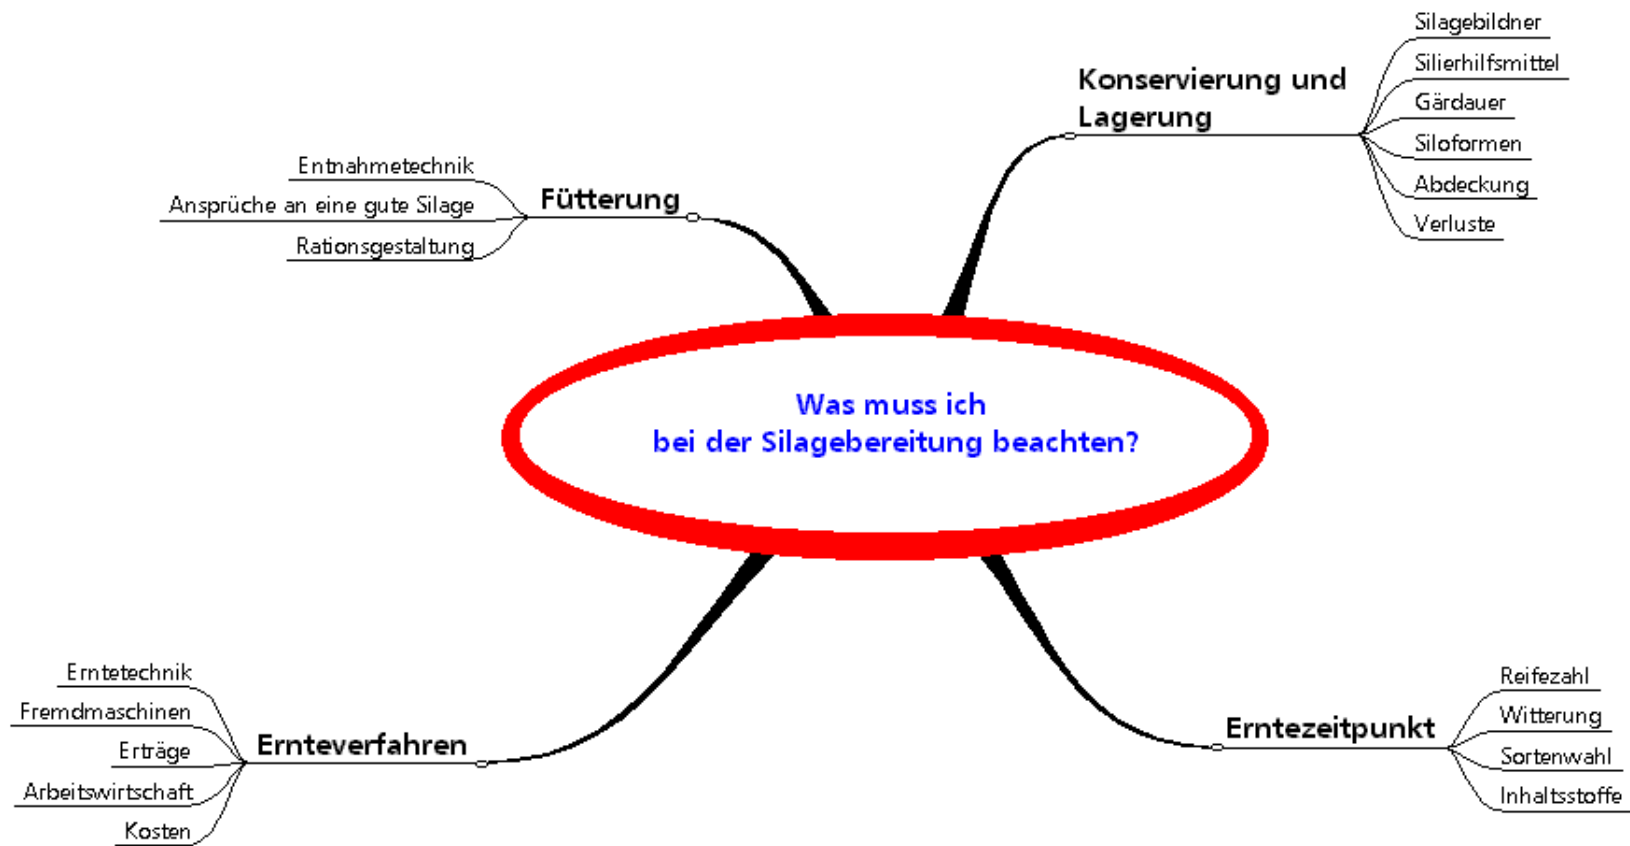 Was muss ich
bei der Silagebereitung beachten?
Konservierung und
Lagerung
Silagebildner
Silierhilfsmittel
Gärdauer
Siloformen
Abdeckung
Verluste
Erntezeitpunkt
Reifezahl
Witterung
Sortenwahl
Inhaltsstoffe
Fütterung
Entnahmetechnik
Ansprüche an eine gute Silage
Rationsgestaltung
Ernteverfahren
Erntetechnik
Fremdmaschinen
Erträge
Arbeitswirtschaft
Kosten